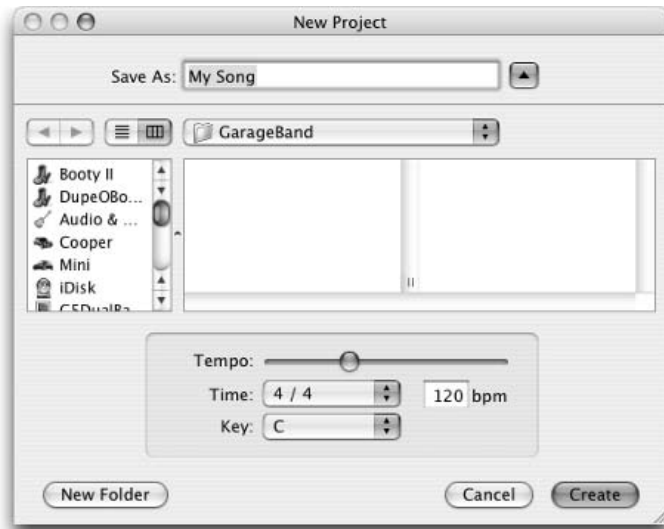 New Project
Save As: My Song
GarageBand
Booty II
DupeOBo...
Audio & ...
Cooper
Mini
iDisk
G5DualBa
Tempo:
Time: 4 / 4 120 bpm
Key: C
New Folder Cancel Create